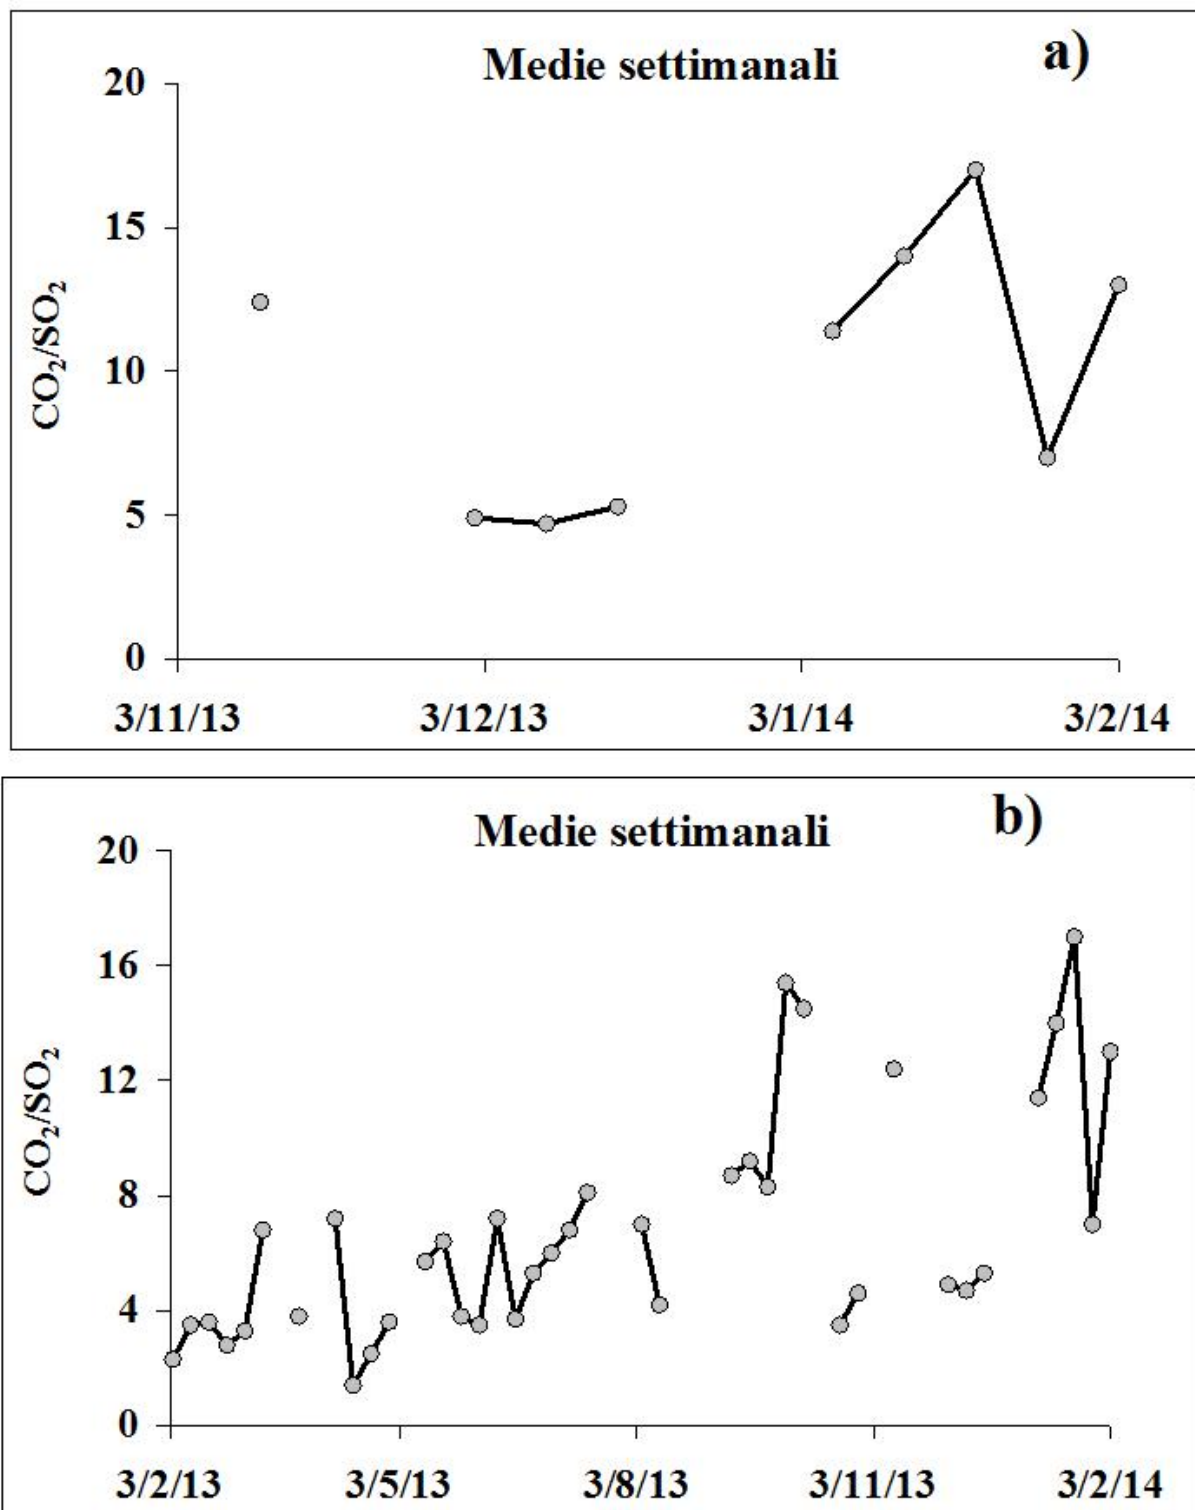 Medie settimanali
a)
20
15
10
5
0
CO₂/SO₂
3/11/13 3/12/13 3/1/14 3/2/14
Medie settimanali
b)
20
16
12
8
4
0
CO₂/SO₂
3/2/13 3/5/13 3/8/13 3/11/13 3/2/14